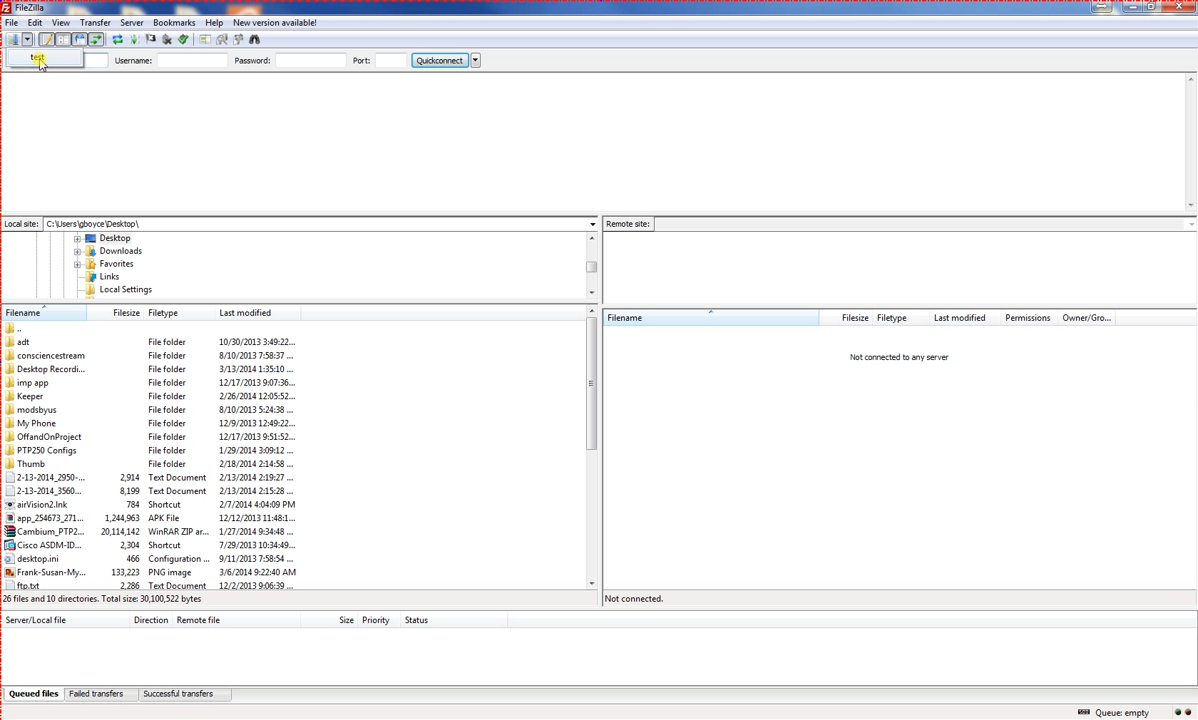 FileZilla
File Edit View Transfer Server Bookmarks Help New version available!
test Username: Password: Port: Quickconnect
Local site: C:\Users\gboyce\Desktop\ Remote site:
Desktop
Downloads
Favorites
Links
Local Settings
Filename Filesize Filetype Last modified
Filename Filesize Filetype Last modified Permissions Owner/Gro...
..
adt File folder 10/30/2013 3:49:22...
consciencestream File folder 8/10/2013 7:58:37 ...
Not connected to any server
Desktop Recordi... File folder 3/13/2014 1:35:10 ...
imp app File folder 12/17/2013 9:07:36...
Keeper File folder 2/26/2014 12:05:52...
modsbyus File folder 8/10/2013 5:24:38 ...
My Phone File folder 12/9/2013 12:49:22...
OffandOnProject File folder 12/17/2013 9:51:52...
PTP250 Configs File folder 1/29/2014 3:09:12 ...
Thumb File folder 2/18/2014 2:14:58 ...
2-13-2014_2950-... 2,914 Text Document 2/13/2014 2:19:27 ...
2-13-2014_3560... 8,199 Text Document 2/13/2014 2:15:28 ...
airVision2.lnk 784 Shortcut 2/7/2014 4:04:09 PM
app_254673_271... 1,244,963 APK File 12/12/2013 11:48:1...
Cambium_PTP2... 20,114,142 WinRAR ZIP ar... 1/27/2014 9:34:48 ...
Cisco ASDM-ID... 2,304 Shortcut 7/29/2013 10:34:49...
desktop.ini 466 Configuration ... 9/11/2013 7:58:54 ...
Frank-Susan-My... 133,223 PNG image 3/6/2014 9:22:40 AM
ftp.txt 2,286 Text Document 12/2/2013 9:06:39 ...
26 files and 10 directories. Total size: 30,100,522 bytes
Not connected.
Server/Local file Direction Remote file Size Priority Status
Queued files Failed transfers Successful transfers
Queue: empty